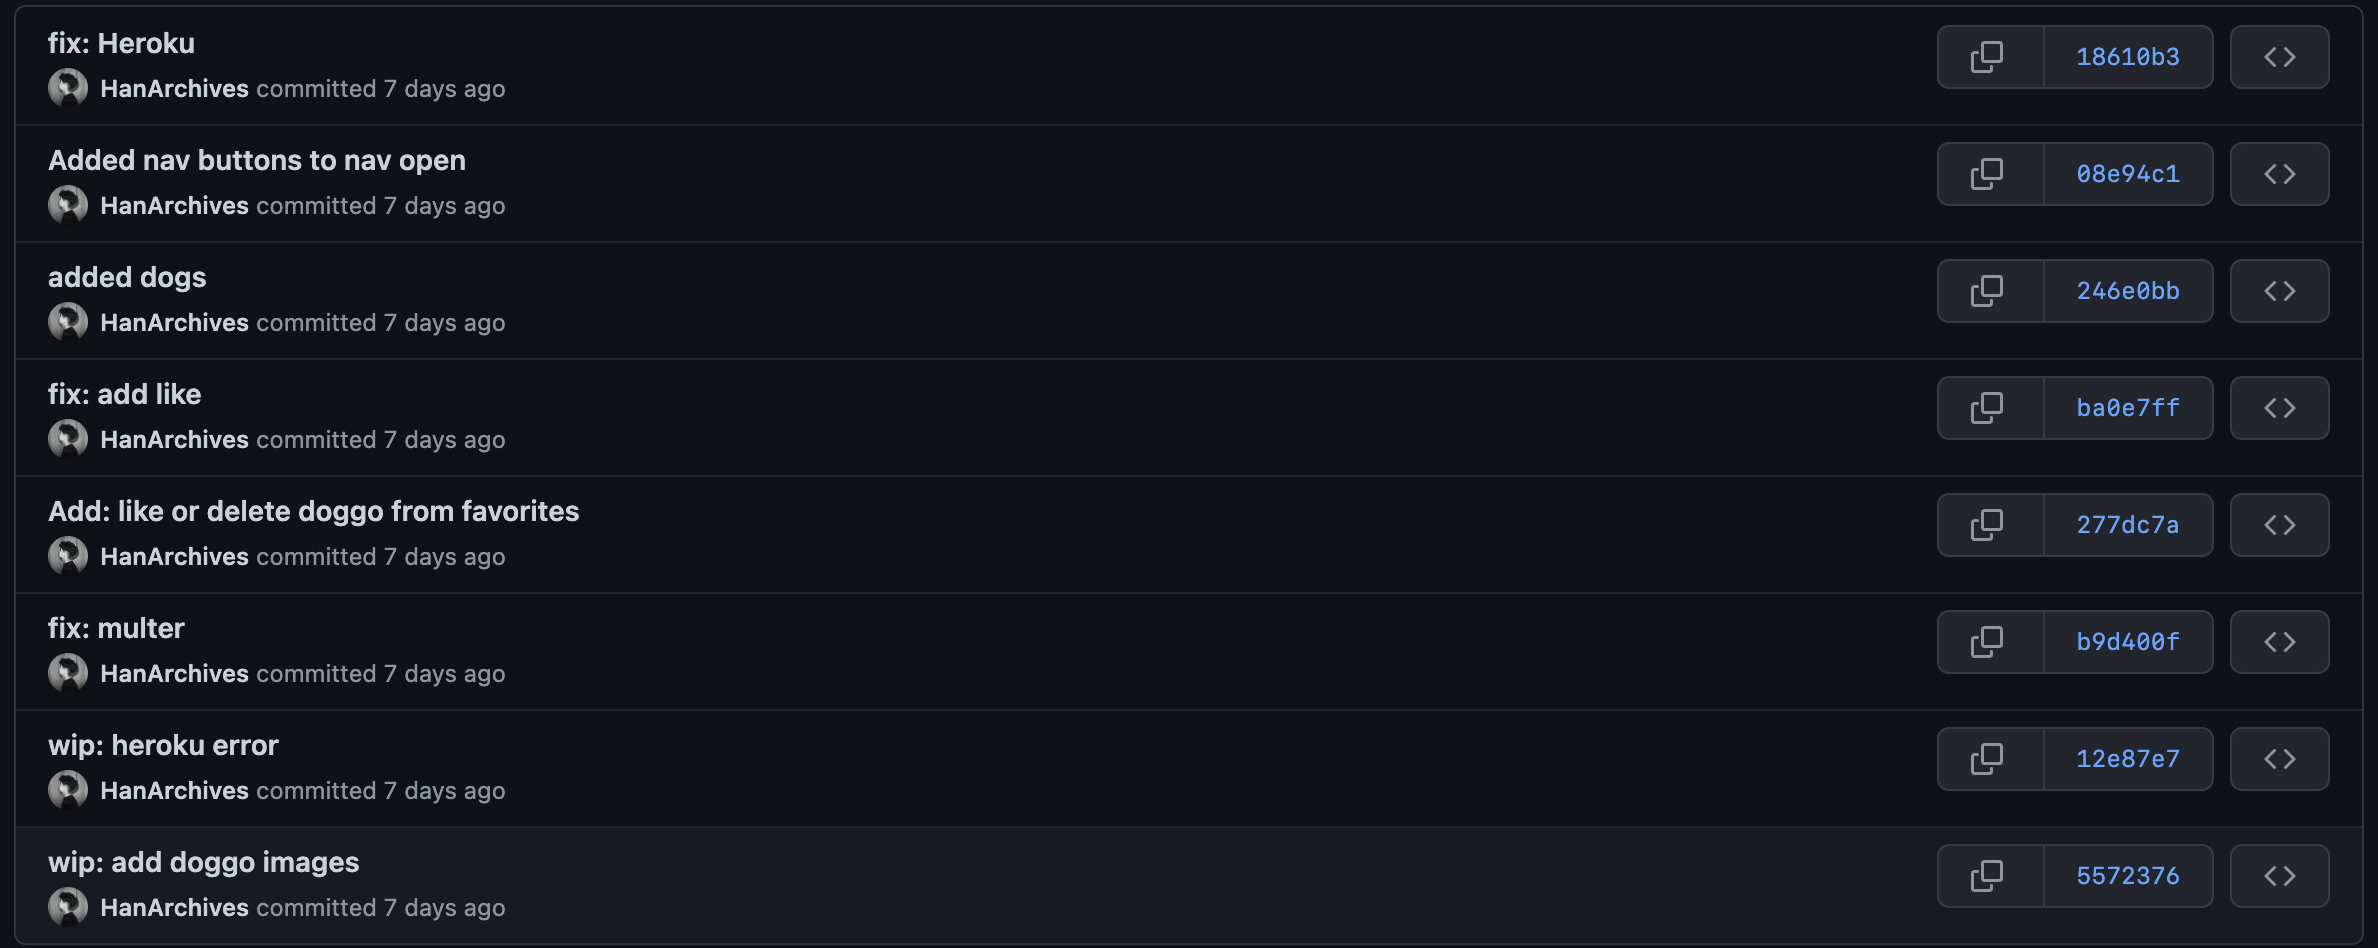 fix: Heroku
HanArchives committed 7 days ago
18610b3
Added nav buttons to nav open
HanArchives committed 7 days ago
08e94c1
added dogs
HanArchives committed 7 days ago
246e0bb
fix: add like
HanArchives committed 7 days ago
ba0e7ff
Add: like or delete doggo from favorites
HanArchives committed 7 days ago
277dc7a
fix: multer
HanArchives committed 7 days ago
b9d400f
wip: heroku error
HanArchives committed 7 days ago
12e87e7
wip: add doggo images
HanArchives committed 7 days ago
5572376